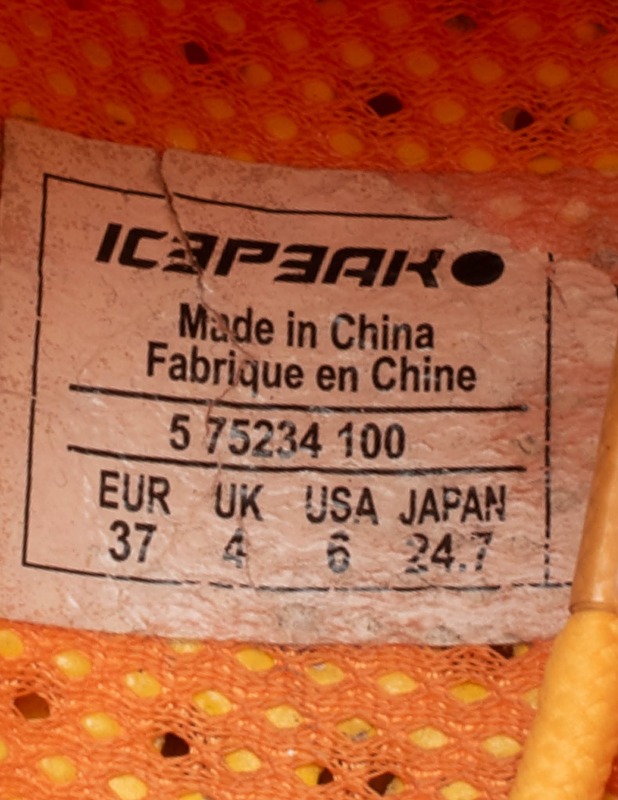 ICEPEAK
Made in China
Fabrique en Chine
5 75234 100
EUR UK USA JAPAN
37 4 6 24.7